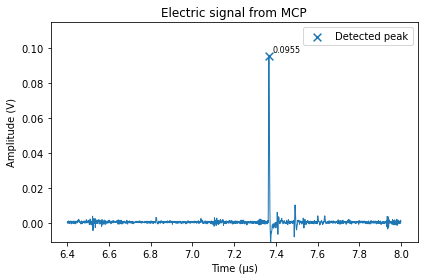 Electric signal from MCP
Detected peak
0.0955
0.10
0.08
0.06
0.04
0.02
0.00
Amplitude (V)
6.4 6.6 6.8 7.0 7.2 7.4 7.6 7.8 8.0
Time (μs)